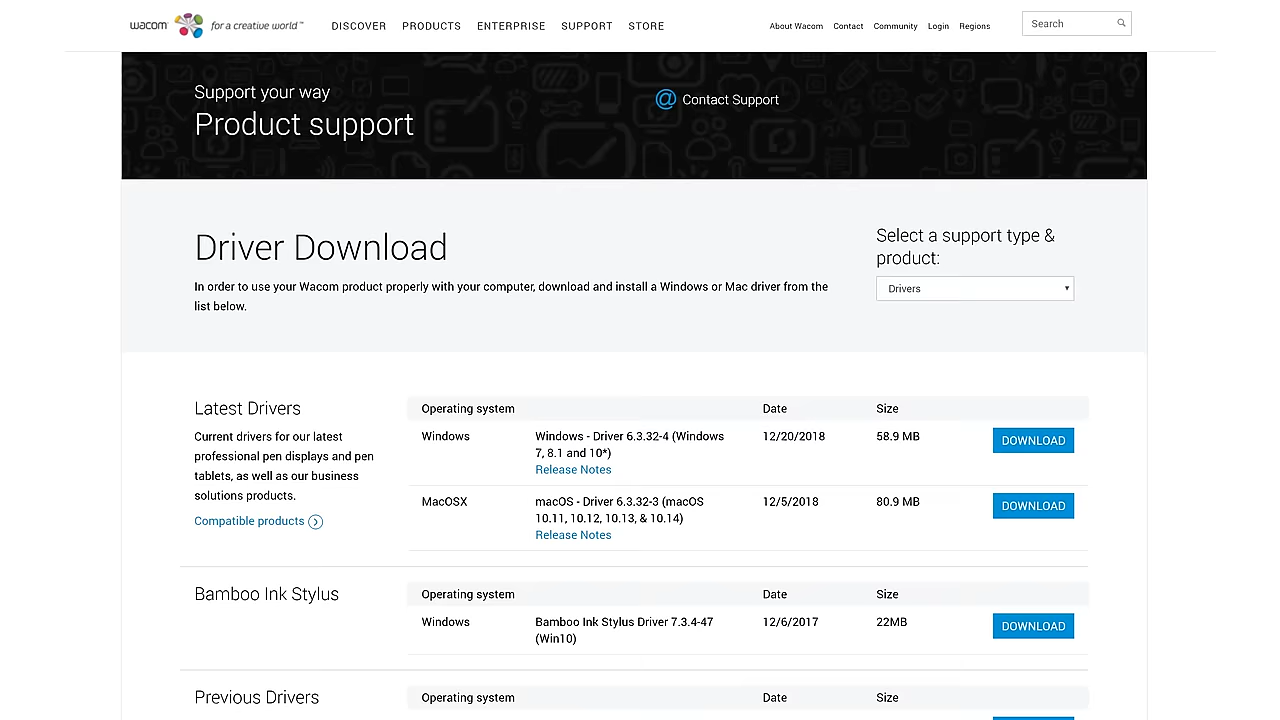 wacom for a creative world™ DISCOVER PRODUCTS ENTERPRISE SUPPORT STORE About Wacom Contact Community Login Regions Search
Support your way
Product support
@ Contact Support
Driver Download
In order to use your Wacom product properly with your computer, download and install a Windows or Mac driver from the
list below.
Select a support type &
product:
Drivers
Latest Drivers
Current drivers for our latest
professional pen displays and pen
tablets, as well as our business
solutions products.
Compatible products
Operating system Date Size
Windows Windows - Driver 6.3.32-4 (Windows 12/20/2018 58.9 MB DOWNLOAD
7, 8.1 and 10*)
Release Notes
MacOSX macOS - Driver 6.3.32-3 (macOS 12/5/2018 80.9 MB DOWNLOAD
10.11, 10.12, 10.13, & 10.14)
Release Notes
Bamboo Ink Stylus Operating system Date Size
Windows Bamboo Ink Stylus Driver 7.3.4-47 12/6/2017 22MB DOWNLOAD
(Win10)
Previous Drivers Operating system Date Size